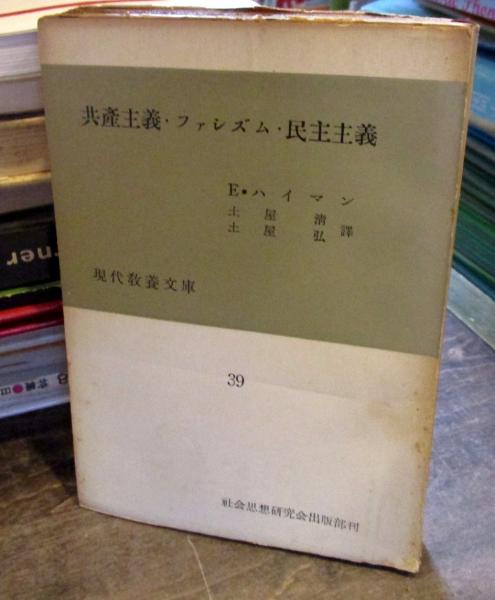 共產主義・ファシズム・民主主義
E・ハイマン
土屋 清
土屋 弘 譯
現代教養文庫
39
社会思想研究会出版部刊